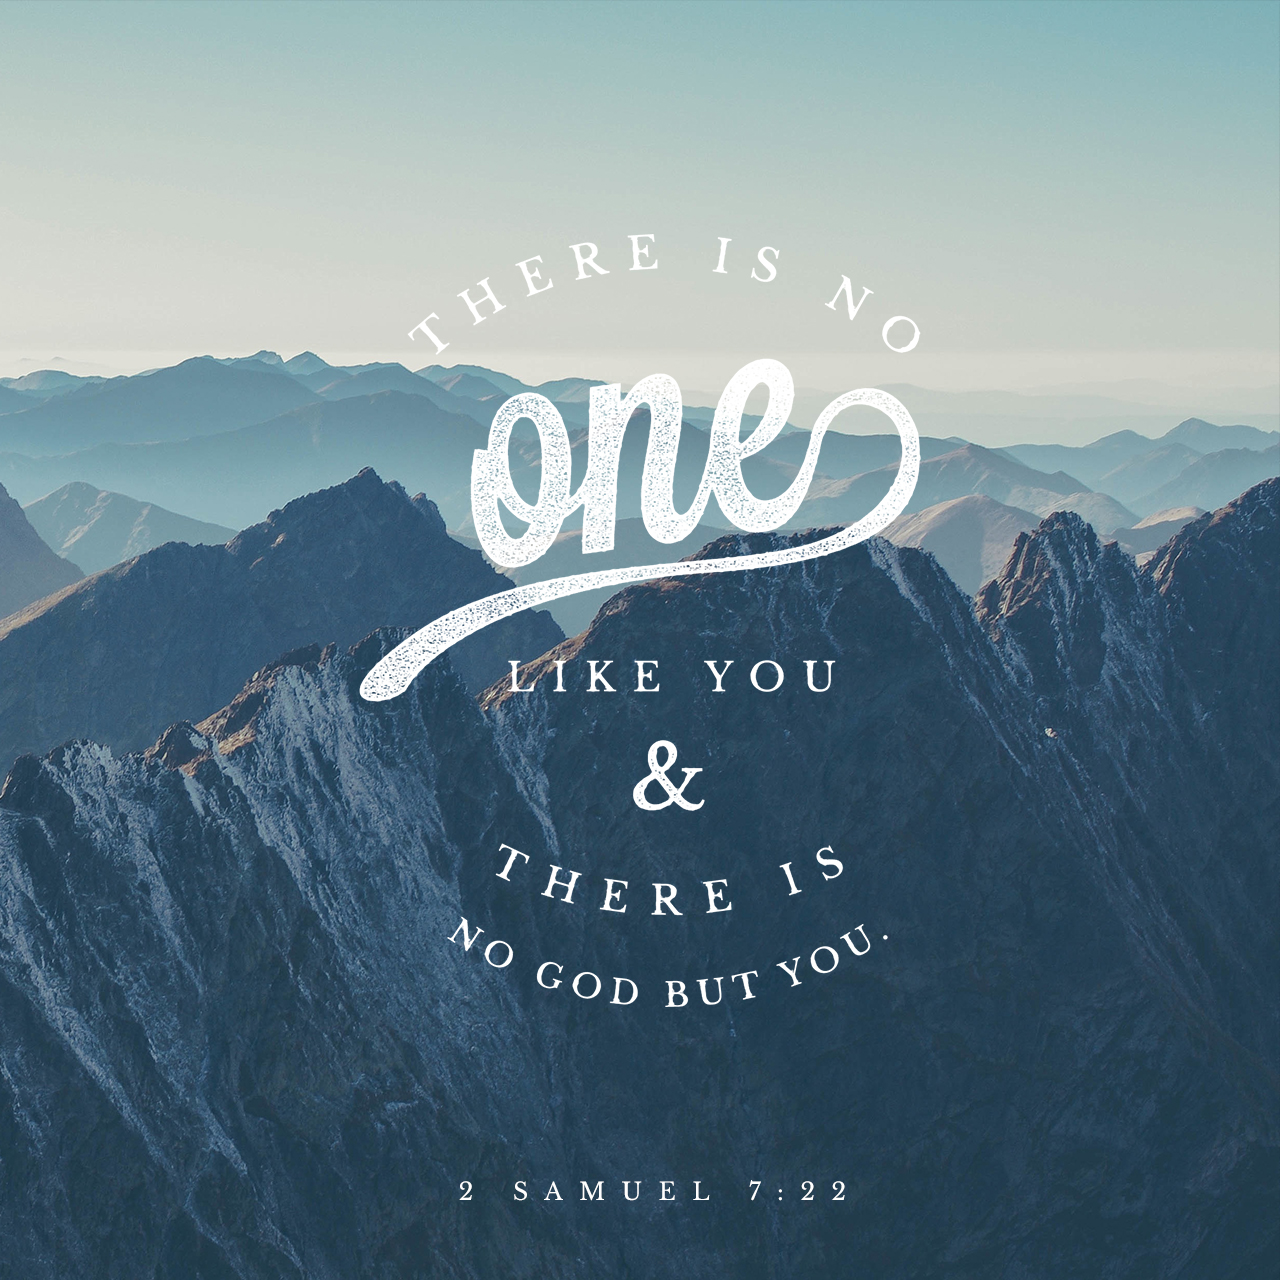 THERE IS NO
one
LIKE YOU
&
THERE IS
NO GOD BUT YOU.
2 SAMUEL 7:22